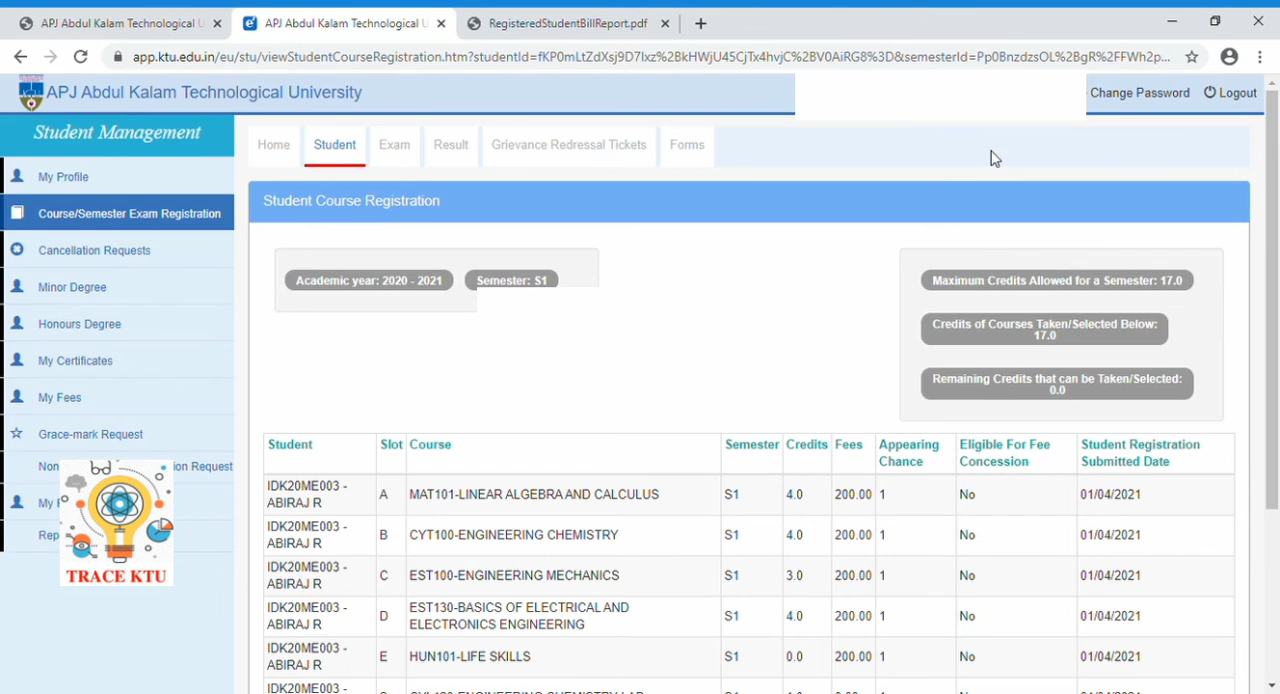 APJ Abdul Kalam Technological U
APJ Abdul Kalam Technological U
RegisteredStudentBillReport.pdf
app.ktu.edu.in/eu/stu/viewStudentCourseRegistration.htm?studentId=fKP0mLtZdXsj9D7lxz%2BkHWjU45CjTx4hvjC%2BV0AiRG8%3D&semesterId=Pp0BnzdzsOL%2BgR%2FFWh2p...
APJ Abdul Kalam Technological University
Change Password
Logout
Student Management
Home
Student
Exam
Result
Grievance Redressal Tickets
Forms
My Profile
Course/Semester Exam Registration
Cancellation Requests
Minor Degree
Honours Degree
My Certificates
My Fees
Grace-mark Request
Non ion Request
My F
Rep
TRACE KTU
Student Course Registration
Academic year: 2020 - 2021
Semester: S1
Maximum Credits Allowed for a Semester: 17.0
Credits of Courses Taken/Selected Below:
17.0
Remaining Credits that can be Taken/Selected:
0.0
Student Slot Course Semester Credits Fees Appearing Chance Eligible For Fee Concession Student Registration Submitted Date
IDK20ME003 - ABIRAJ R A MAT101-LINEAR ALGEBRA AND CALCULUS S1 4.0 200.00 1 No 01/04/2021
IDK20ME003 - ABIRAJ R B CYT100-ENGINEERING CHEMISTRY S1 4.0 200.00 1 No 01/04/2021
IDK20ME003 - ABIRAJ R C EST100-ENGINEERING MECHANICS S1 3.0 200.00 1 No 01/04/2021
IDK20ME003 - ABIRAJ R D EST130-BASICS OF ELECTRICAL AND ELECTRONICS ENGINEERING S1 4.0 200.00 1 No 01/04/2021
IDK20ME003 - ABIRAJ R E HUN101-LIFE SKILLS S1 0.0 200.00 1 No 01/04/2021
IDK20ME003 -